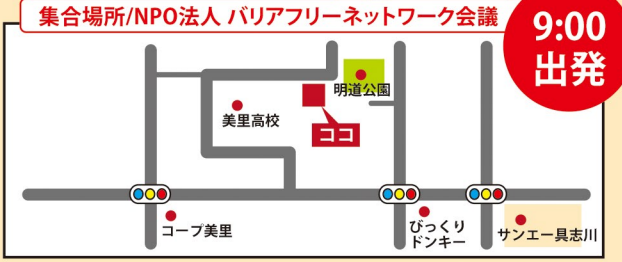 集合場所/NPO法人 バリアフリーネットワーク会議
9:00
出発
明道公園
美里高校
ココ
コープ美里
びっくり
ドンキー
サンエー具志川